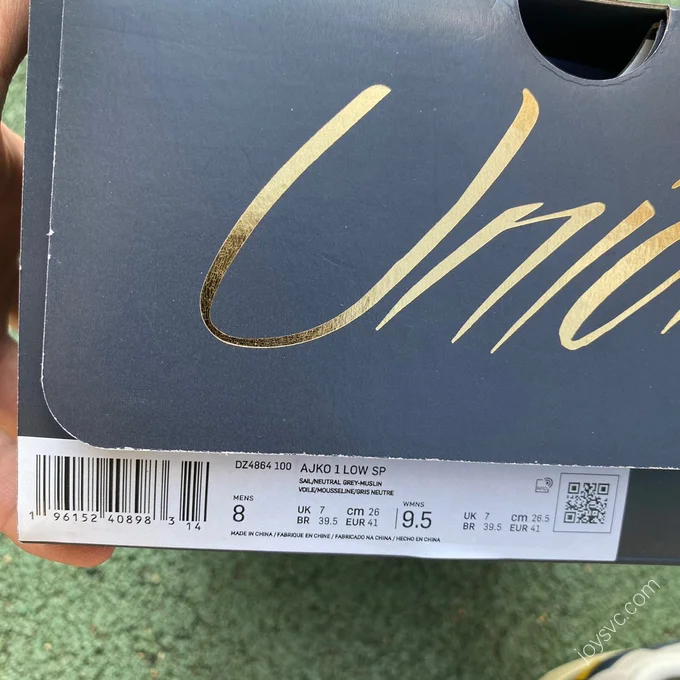 Union
DZ4864 100 AJKO 1 LOW SP
SAIL/NEUTRAL GREY-MUSLIN
VOILE/MOUSSELINE/GRIS NEUTRE
MENS
8
UK 7 cm 26
BR 39.5 EUR 41
WMNS
9.5
UK 7 cm 26.5
BR 39.5 EUR 41
1 96152 40898 3 14
MADE IN CHINA / FABRIQUE EN CHINE / FABRICADO NA CHINA / HECHO EN CHINA
joysvc.com